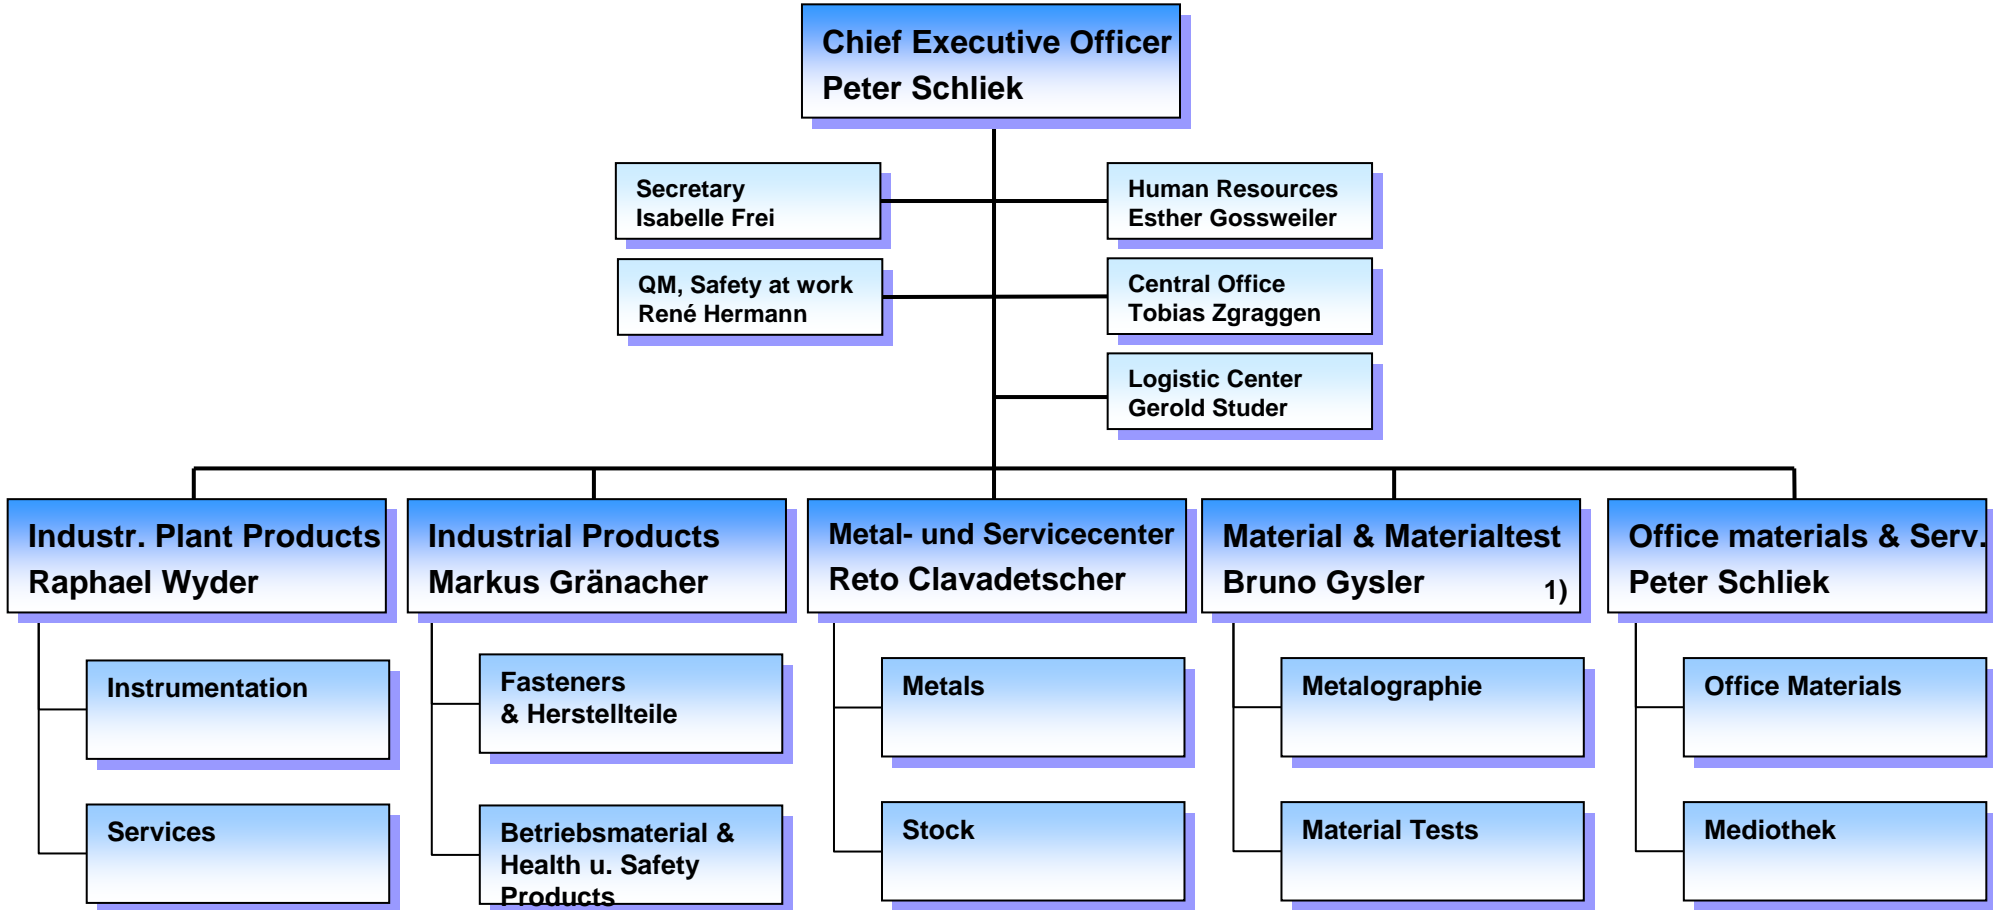 Chief Executive Officer
Peter Schliek
Secretary
Isabelle Frei
Human Resources
Esther Gossweiler
QM, Safety at work
René Hermann
Central Office
Tobias Zgraggen
Logistic Center
Gerold Studer
Industr. Plant Products
Raphael Wyder
Industrial Products
Markus Gränacher
Metal- und Servicecenter
Reto Clavadetscher
Material & Materialtest
Bruno Gysler 1)
Office materials & Serv.
Peter Schliek
Instrumentation
Services
Fasteners
& Herstellteile
Betriebsmaterial &
Health u. Safety
Products
Metals
Stock
Metalographie
Material Tests
Office Materials
Mediothek